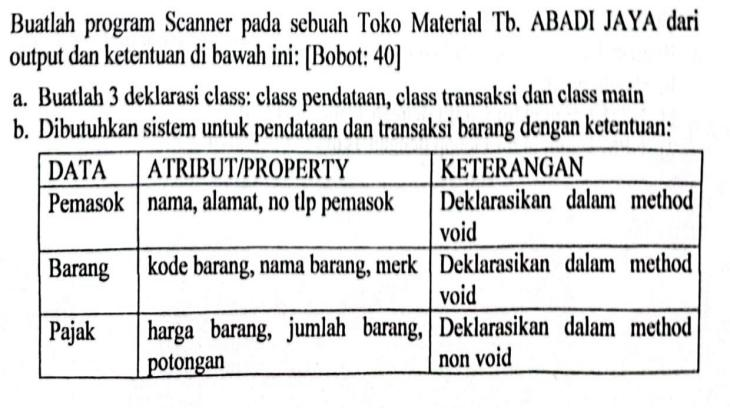 Buatlah program Scanner pada sebuah Toko Material Tb. ABADI JAYA dari
output dan ketentuan di bawah ini: [Bobot: 40]
a. Buatlah 3 deklarasi class: class pendataan, class transaksi dan class main
b. Dibutuhkan sistem untuk pendataan dan transaksi barang dengan ketentuan:
DATA ATRIBUT/PROPERTY KETERANGAN
Pemasok nama, alamat, no tlp pemasok Deklarasikan dalam method
void
Barang kode barang, nama barang, merk Deklarasikan dalam method
void
Pajak harga barang, jumlah barang, Deklarasikan dalam method
potongan non void